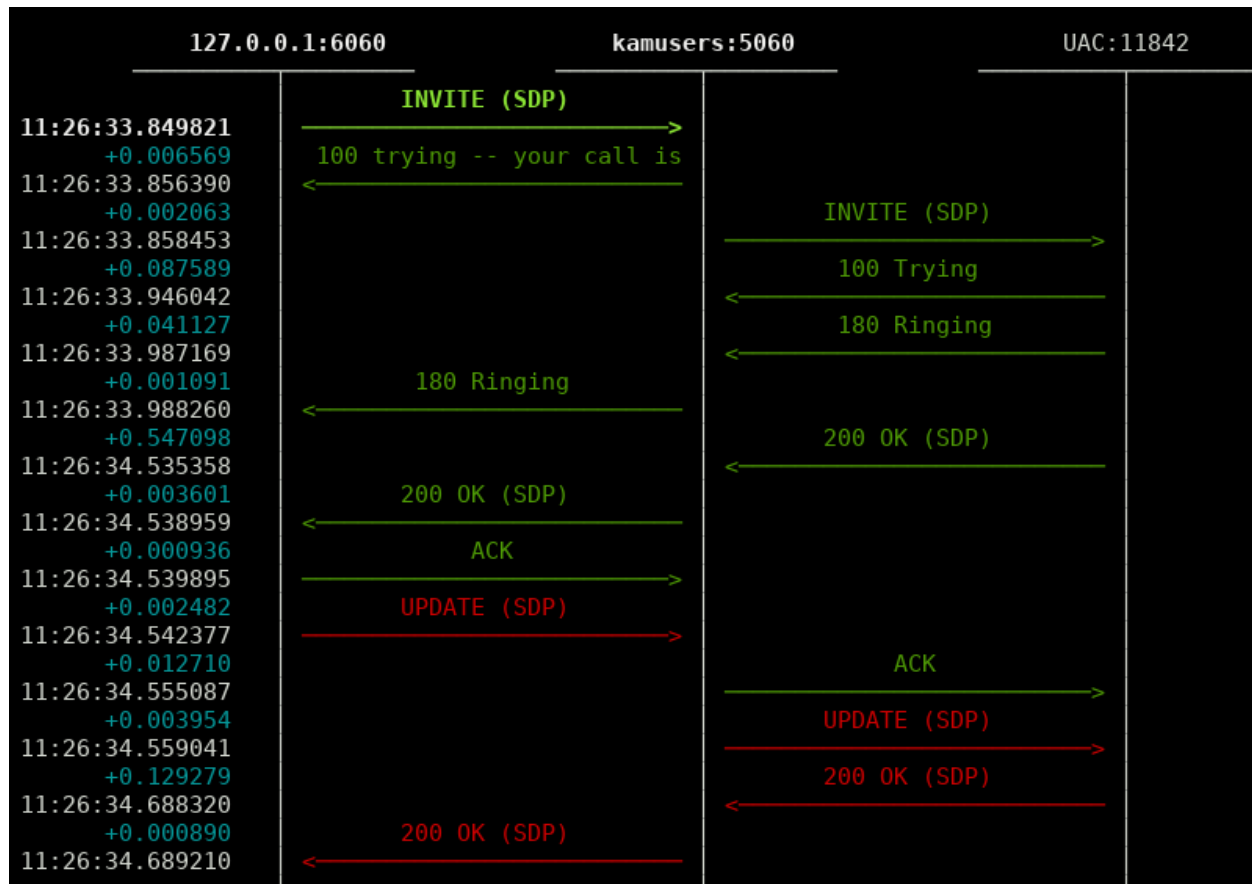 127.0.0.1:6060 kamusers:5060 UAC:11842
INVITE (SDP)
11:26:33.849821
+0.006569 100 trying -- your call is
11:26:33.856390
+0.002063 INVITE (SDP)
11:26:33.858453
+0.087589 100 Trying
11:26:33.946042
+0.041127 180 Ringing
11:26:33.987169
+0.001091 180 Ringing
11:26:33.988260
+0.547098 200 OK (SDP)
11:26:34.535358
+0.003601 200 OK (SDP)
11:26:34.538959
+0.000936 ACK
11:26:34.539895
+0.002482 UPDATE (SDP)
11:26:34.542377
+0.012710 ACK
11:26:34.555087
+0.003954 UPDATE (SDP)
11:26:34.559041
+0.129279 200 OK (SDP)
11:26:34.688320
+0.000890 200 OK (SDP)
11:26:34.689210